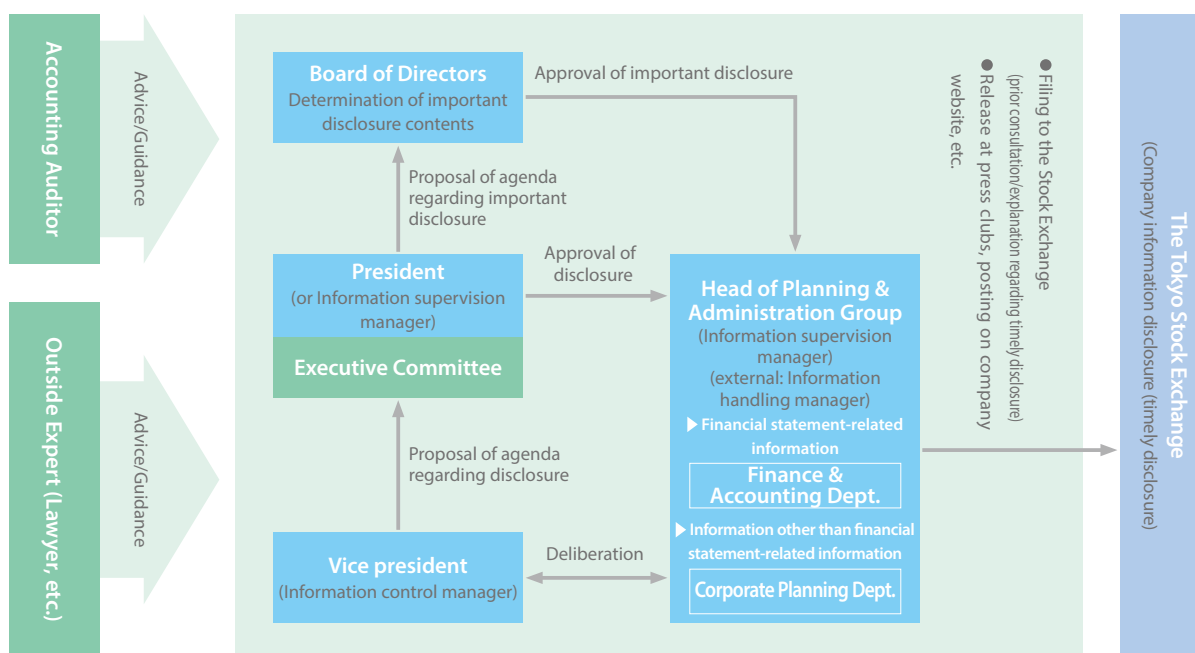 Accounting Auditor
Advice/Guidance
Outside Expert (Lawyer, etc.)
Advice/Guidance
Board of Directors
Determination of important
disclosure contents
Approval of important disclosure
Proposal of agenda
regarding important
disclosure
President
(or Information supervision
manager)
Executive Committee
Approval of
disclosure
Proposal of agenda
regarding disclosure
Vice president
(Information control manager)
Deliberation
Head of Planning &
Administration Group
(Information supervision
manager)
(external: Information
handling manager)
▶ Financial statement-related
information
Finance &
Accounting Dept.
▶ Information other than financial
statement-related information
Corporate Planning Dept.
● Filing to the Stock Exchange
(prior consultation/explanation regarding timely disclosure)
● Release at press clubs, posting on company
website, etc.
The Tokyo Stock Exchange
(Company information disclosure (timely disclosure)